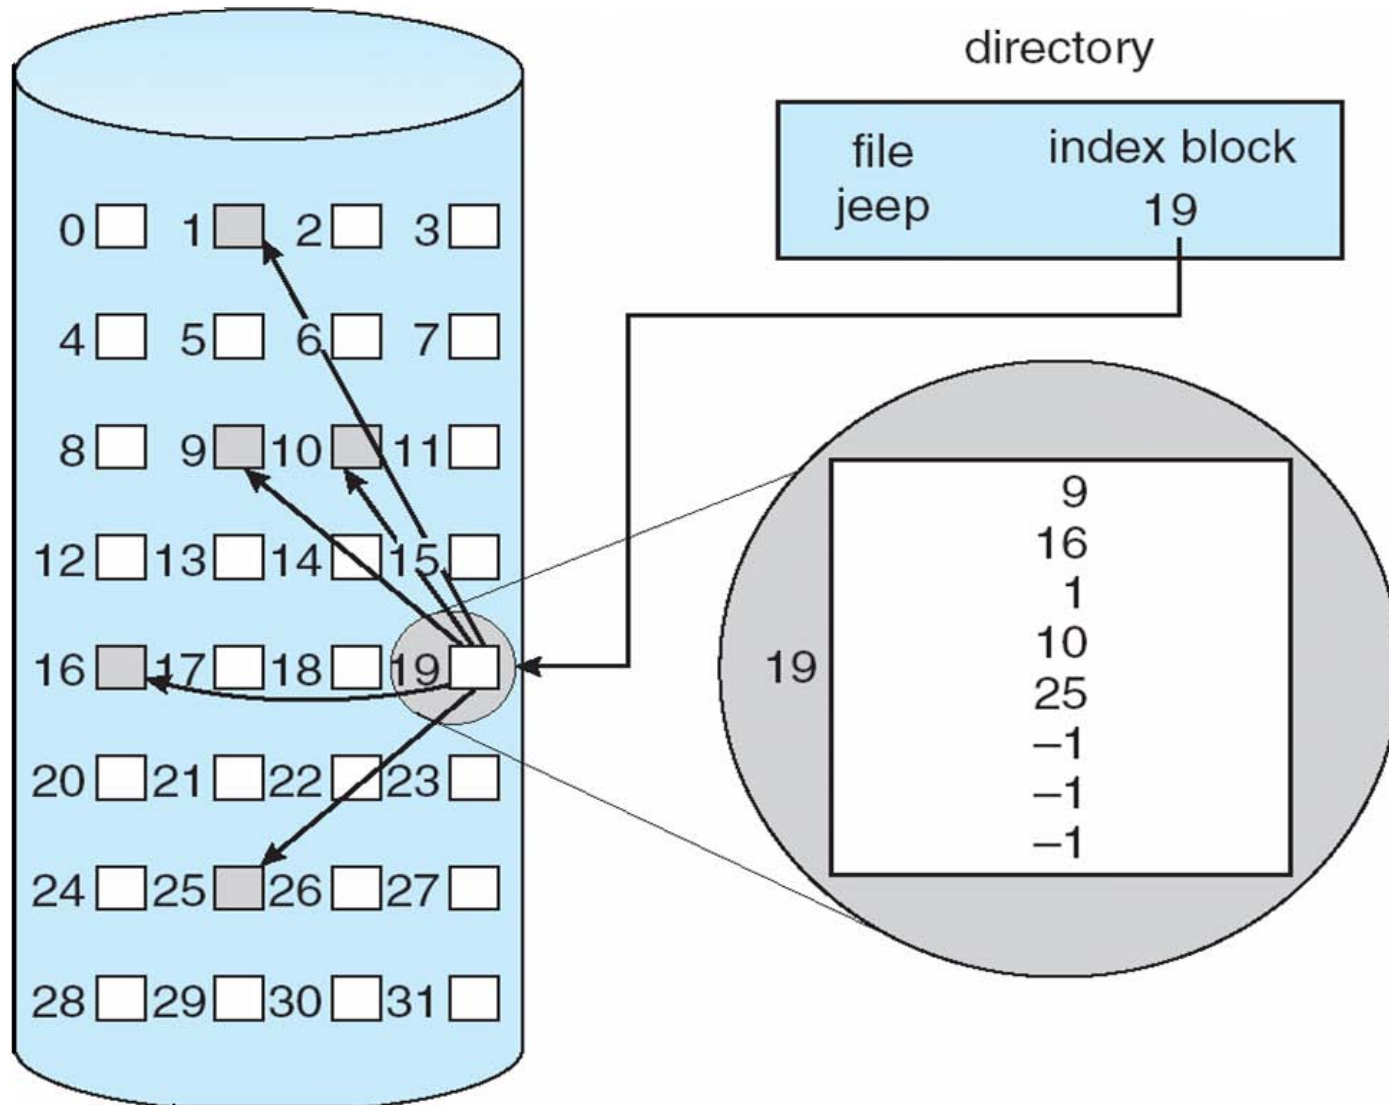 directory
file index block
jeep 19
0 1 2 3
4 5 6 7
8 9 10 11
12 13 14 15
16 17 18 19
20 21 22 23
24 25 26 27
28 29 30 31
19
9
16
1
10
25
–1
–1
–1